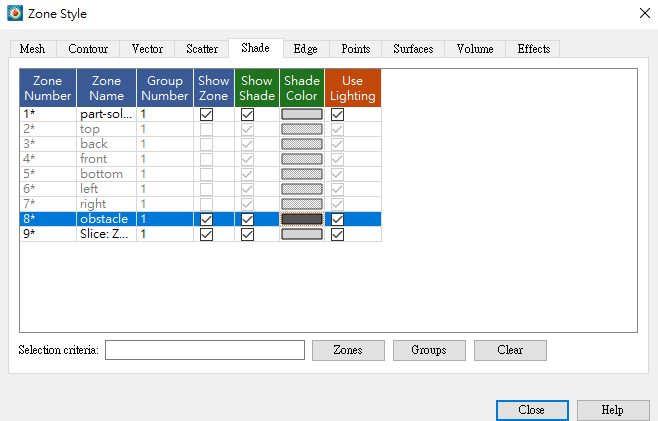 Zone Style
Mesh Contour Vector Scatter Shade Edge Points Surfaces Volume Effects
Zone Number Zone Name Group Number Show Zone Show Shade Shade Color Use Lighting
1* part-sol... 1
2* top 1
3* back 1
4* front 1
5* bottom 1
6* left 1
7* right 1
8* obstacle 1
9* Slice: Z... 1
Selection criteria: Zones Groups Clear
Close Help